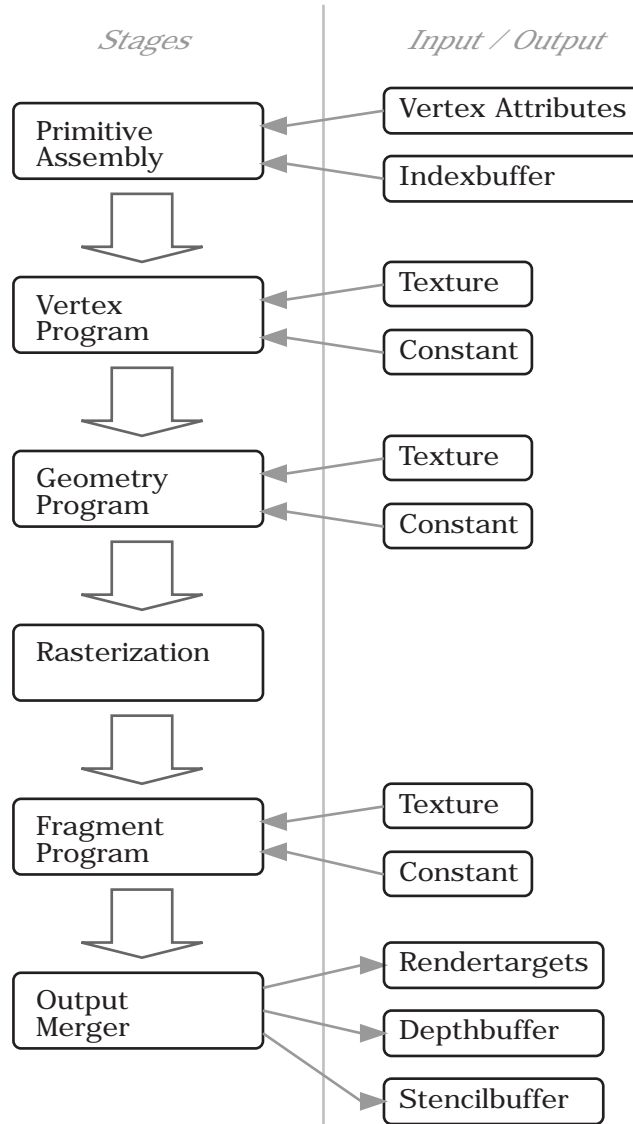 Stages
Input / Output
Primitive
Assembly
Vertex Attributes
Indexbuffer
Vertex
Program
Texture
Constant
Geometry
Program
Texture
Constant
Rasterization
Fragment
Program
Texture
Constant
Output
Merger
Rendertargets
Depthbuffer
Stencilbuffer